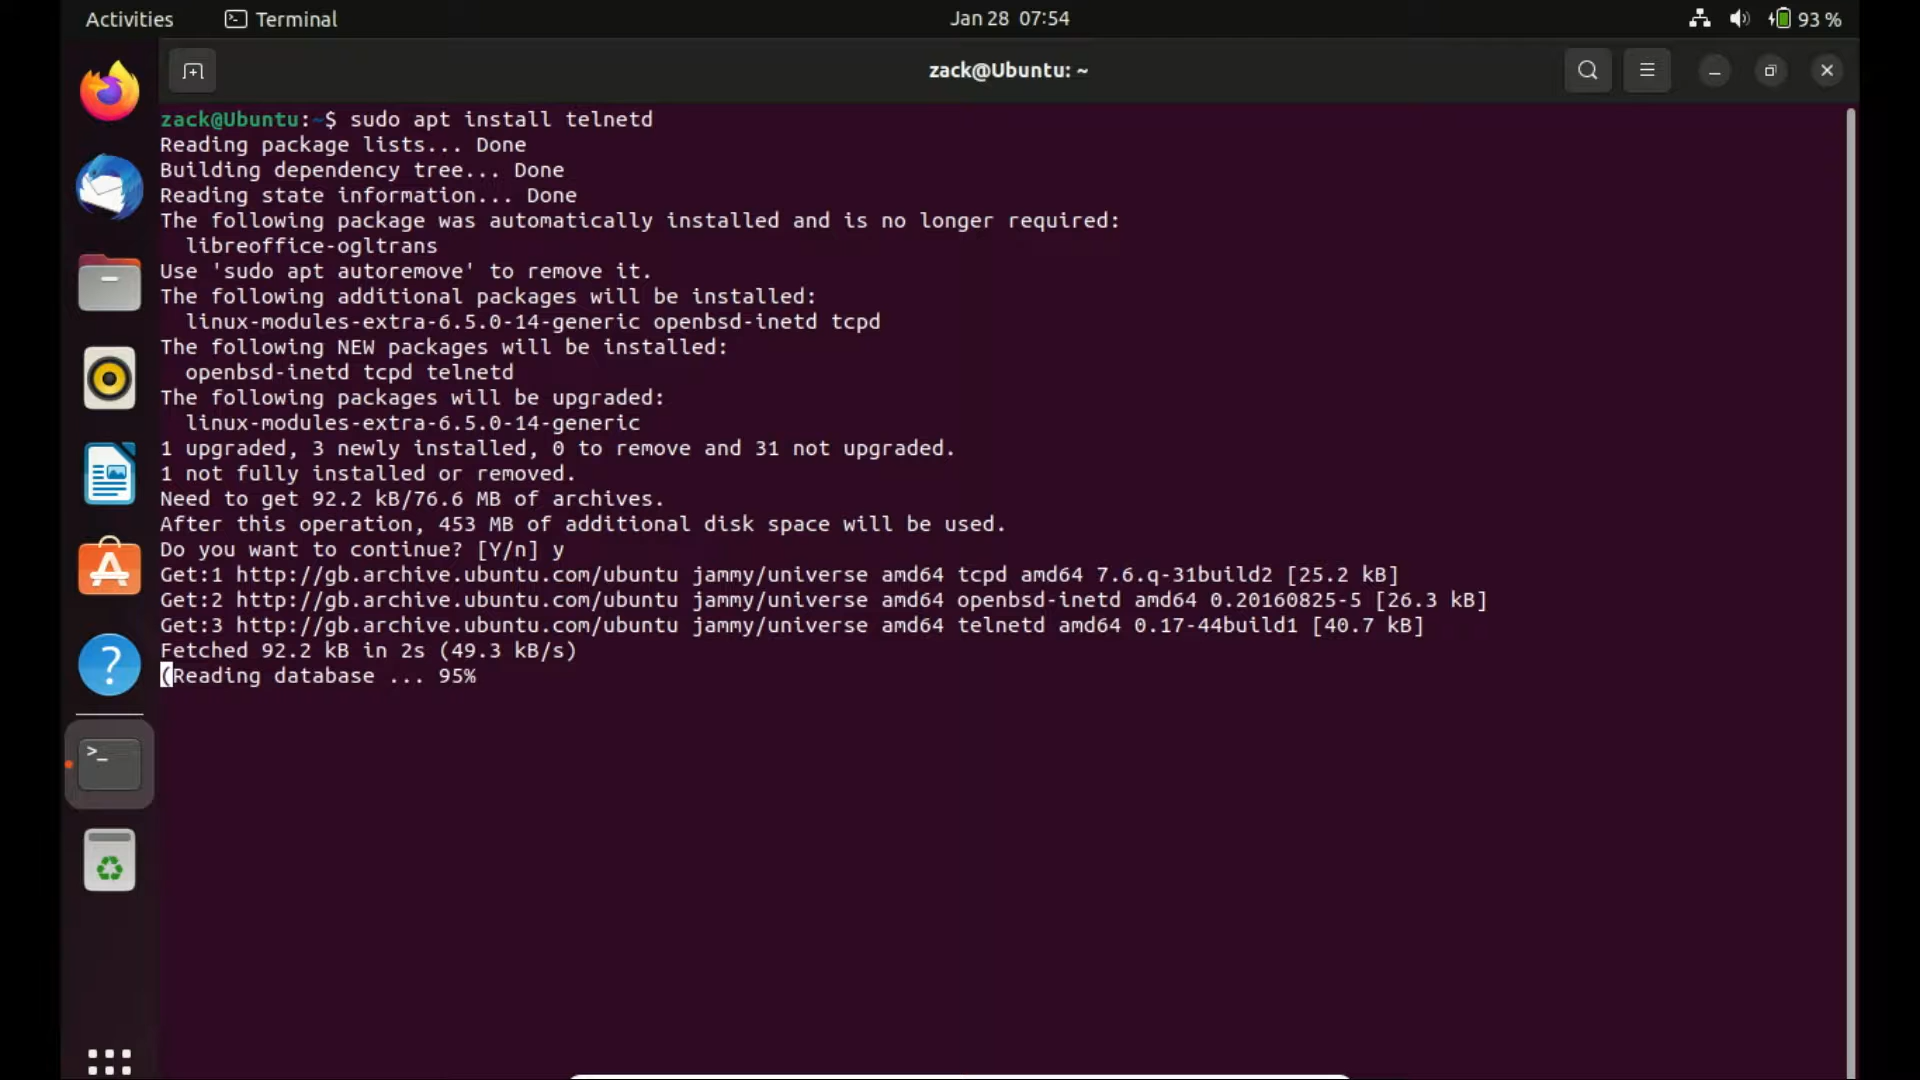 Activities Terminal Jan 28 07:54 93 %
zack@Ubuntu: ~
zack@Ubuntu:~$ sudo apt install telnetd
Reading package lists... Done
Building dependency tree... Done
Reading state information... Done
The following package was automatically installed and is no longer required:
  libreoffice-ogltrans
Use 'sudo apt autoremove' to remove it.
The following additional packages will be installed:
  linux-modules-extra-6.5.0-14-generic openbsd-inetd tcpd
The following NEW packages will be installed:
  openbsd-inetd tcpd telnetd
The following packages will be upgraded:
  linux-modules-extra-6.5.0-14-generic
1 upgraded, 3 newly installed, 0 to remove and 31 not upgraded.
1 not fully installed or removed.
Need to get 92.2 kB/76.6 MB of archives.
After this operation, 453 MB of additional disk space will be used.
Do you want to continue? [Y/n] y
Get:1 http://gb.archive.ubuntu.com/ubuntu jammy/universe amd64 tcpd amd64 7.6.q-31build2 [25.2 kB]
Get:2 http://gb.archive.ubuntu.com/ubuntu jammy/universe amd64 openbsd-inetd amd64 0.20160825-5 [26.3 kB]
Get:3 http://gb.archive.ubuntu.com/ubuntu jammy/universe amd64 telnetd amd64 0.17-44build1 [40.7 kB]
Fetched 92.2 kB in 2s (49.3 kB/s)
(Reading database ... 95%